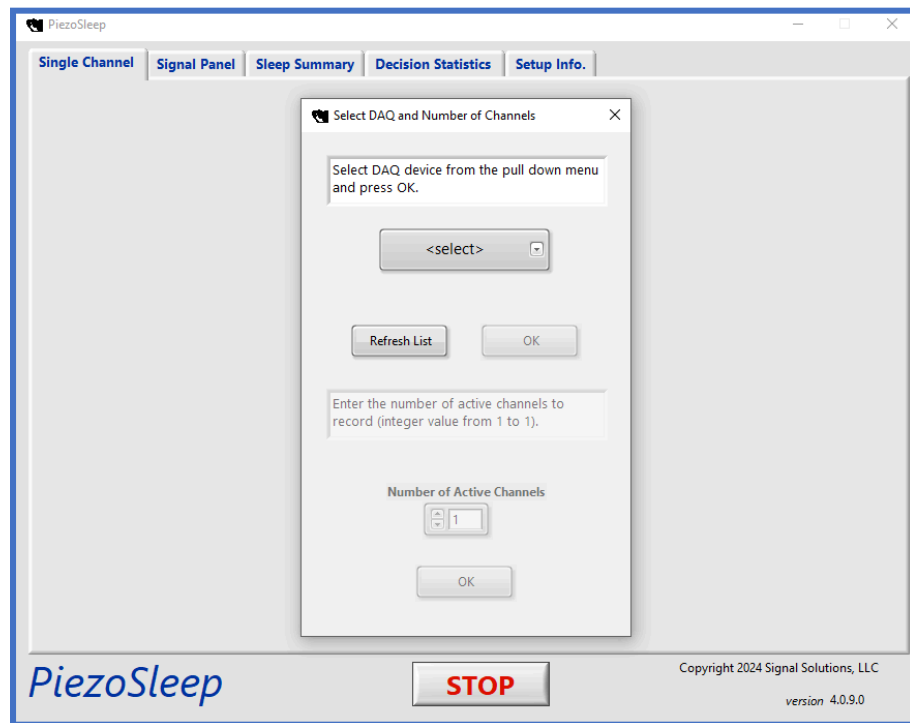 PiezoSleep
Single Channel
Signal Panel
Sleep Summary
Decision Statistics
Setup Info.
Select DAQ and Number of Channels
Select DAQ device from the pull down menu
and press OK.
<select>
Refresh List
OK
Enter the number of active channels to
record (integer value from 1 to 1).
Number of Active Channels
1
OK
PiezoSleep
STOP
Copyright 2024 Signal Solutions, LLC
version 4.0.9.0